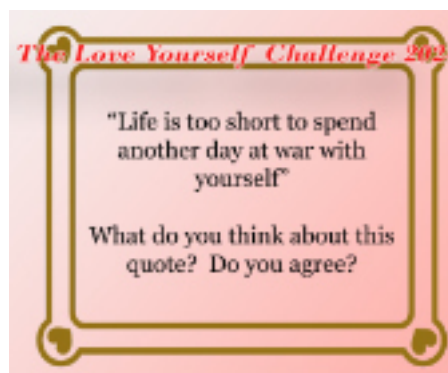 The Love Yourself Challenge 202
"Life is too short to spend
another day at war with
yourself"
What do you think about this
quote? Do you agree?